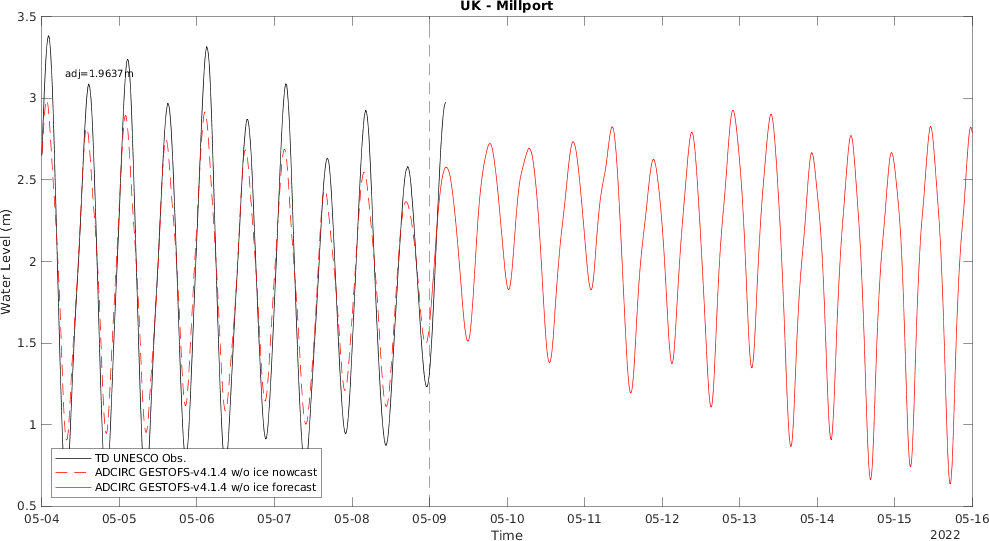 UK - Millport
3.5
adj=1.9637m
3
2.5
Water Level (m)
2
1.5
1
TD UNESCO Obs.
ADCIRC GESTOFS-v4.1.4 w/o ice nowcast
ADCIRC GESTOFS-v4.1.4 w/o ice forecast
0.5
05-04 05-05 05-06 05-07 05-08 05-09 05-10 05-11 05-12 05-13 05-14 05-15 05-16
Time
2022